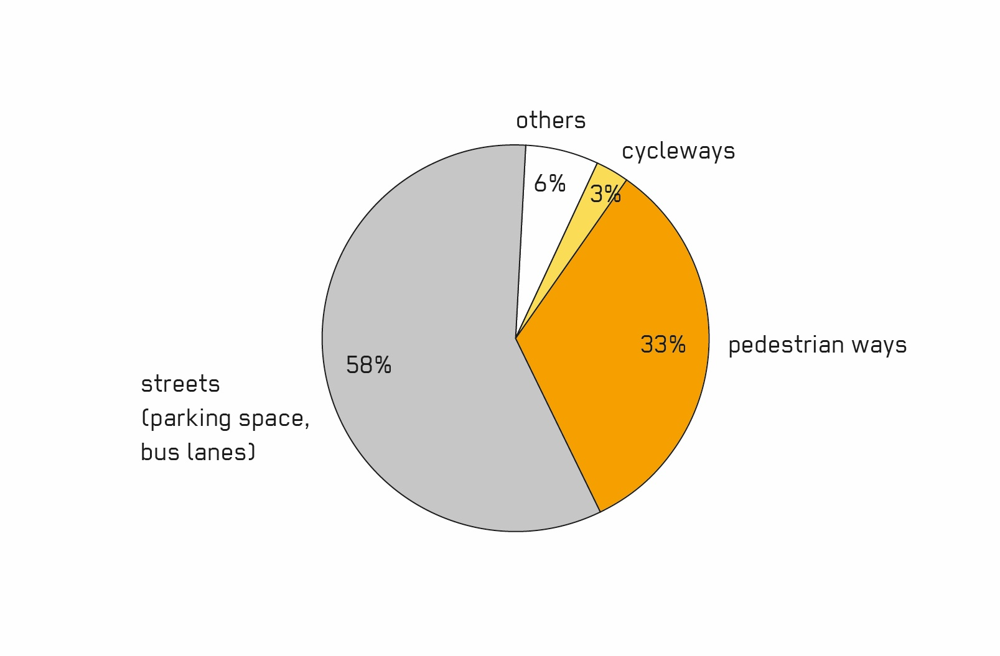 others
cycleways
6%
3%
33%
pedestrian ways
58%
streets
(parking space,
bus lanes)